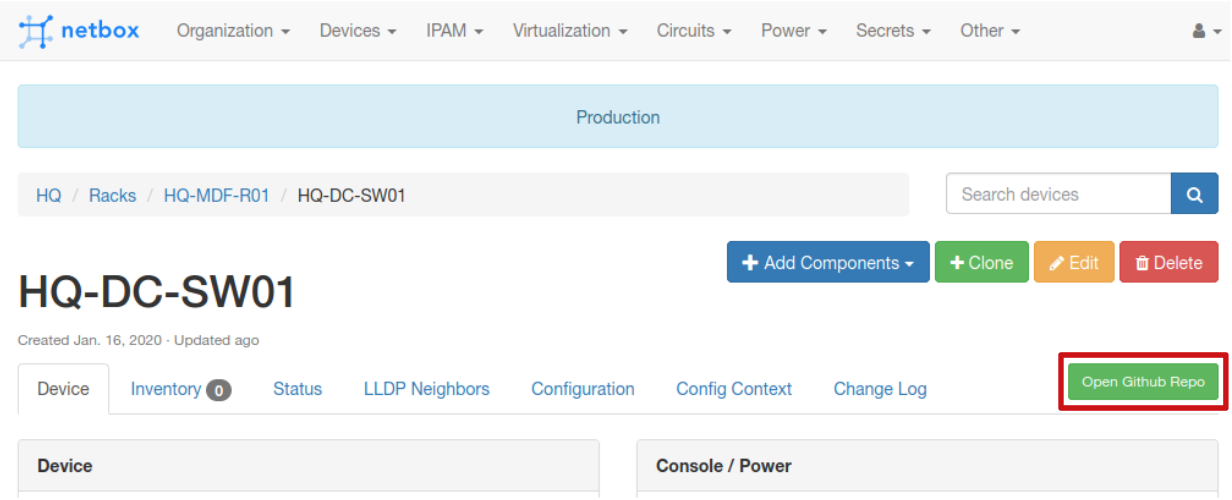 netbox Organization Devices IPAM Virtualization Circuits Power Secrets Other
Production
HQ / Racks / HQ-MDF-R01 / HQ-DC-SW01 Search devices
Add Components Clone Edit Delete
HQ-DC-SW01
Created Jan. 16, 2020 · Updated ago
Device Inventory 0 Status LLDP Neighbors Configuration Config Context Change Log Open Github Repo
Device Console / Power